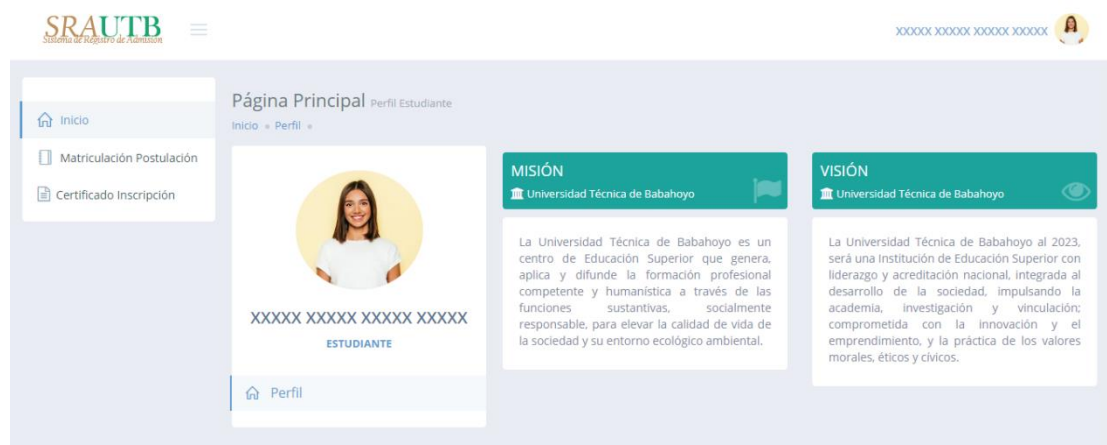 SRAUTB
Sistema de Registro de Admisión
XXXXX XXXXX XXXXX XXXXX
Inicio
Matriculación Postulación
Certificado Inscripción
Página Principal Perfil Estudiante
Inicio Perfil
XXXXX XXXXX XXXXX XXXXX
ESTUDIANTE
Perfil
MISIÓN
Universidad Técnica de Babahoyo
La Universidad Técnica de Babahoyo es un
centro de Educación Superior que genera,
aplica y difunde la formación profesional
competente y humanística a través de las
funciones sustantivas, socialmente
responsable, para elevar la calidad de vida de
la sociedad y su entorno ecológico ambiental.
VISIÓN
Universidad Técnica de Babahoyo
La Universidad Técnica de Babahoyo al 2023,
será una Institución de Educación Superior con
liderazgo y acreditación nacional, integrada al
desarrollo de la sociedad, impulsando la
academia, investigación y vinculación;
comprometida con la innovación y el
emprendimiento, y la práctica de los valores
morales, éticos y cívicos.